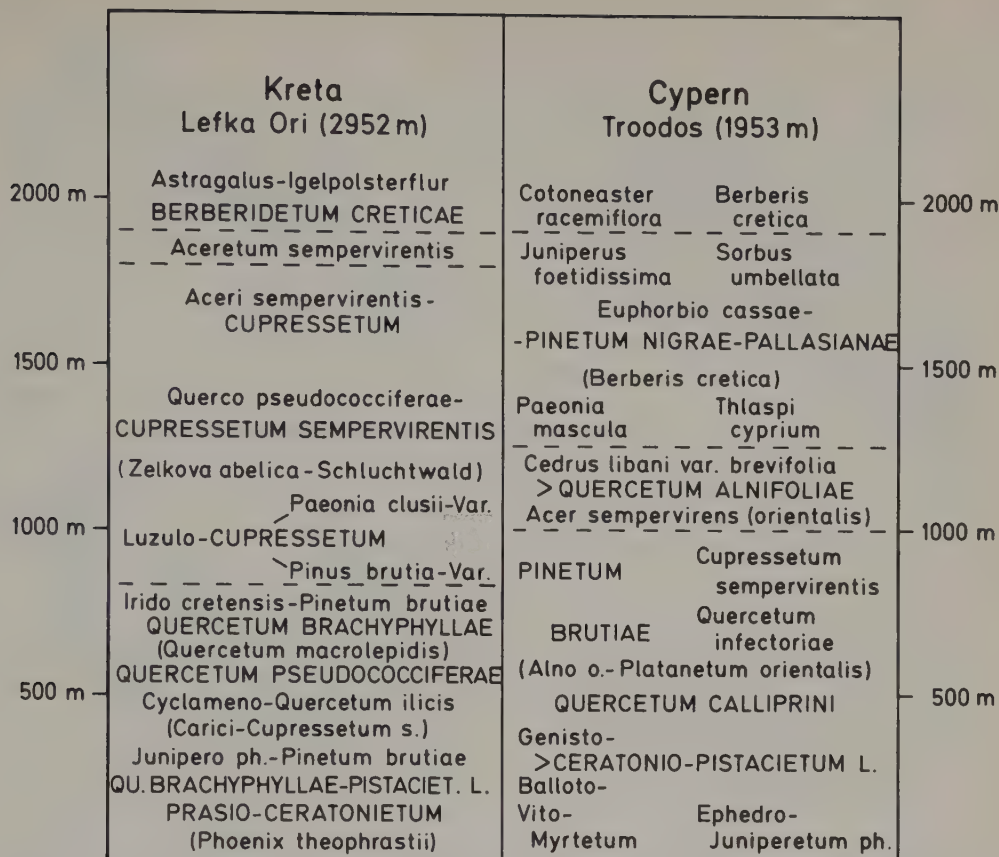 Kreta
Lefka Ori (2952 m)
2000 m
Astragalus-Igelpolsterflur
BERBERIDETUM CRETICAE
Aceretum sempervirentis
Aceri sempervirentis-
CUPRESSETUM
1500 m
Querco pseudococciferae-
CUPRESSETUM SEMPERVIRENTIS
(Zelkova abelica-Schluchtwald)
Paeonia clusii-Var.
1000 m
Luzulo-CUPRESSETUM
Pinus brutia-Var.
Irido cretensis-Pinetum brutiae
QUERCETUM BRACHYPHYLLAE
(Quercetum macrolepidis)
QUERCETUM PSEUDOCOCCIFERAE
500 m
Cyclameno-Quercetum ilicis
(Carici-Cupressetum s.)
Junipero ph.-Pinetum brutiae
QU. BRACHYPHYLLAE-PISTACIET. L.
PRASIO-CERATONIETUM
(Phoenix theophrastii)
Cypern
Troodos (1953 m)
Cotoneaster Berberis
racemiflora cretica
2000 m
Juniperus Sorbus
foetidissima umbellata
Euphorbio cassae-
-PINETUM NIGRAE-PALLASIANAE
1500 m
(Berberis cretica)
Paeonia Thlaspi
mascula cyprium
Cedrus libani var. brevifolia
>QUERCETUM ALNIFOLIAE
Acer sempervirens (orientalis)
1000 m
PINETUM Cupressetum
sempervirentis
BRUTIAE Quercetum
infectoriae
(Alno o.-Platanetum orientalis)
QUERCETUM CALLIPRINI
500 m
Genisto-
>CERATONIO-PISTACIETUM L.
Balloto-
Vito- Ephedro-
Myrtetum Juniperetum ph.